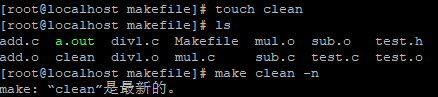 [root@localhost makefile]# touch clean
[root@localhost makefile]# ls
add.c  a.out  div1.c  Makefile  mul.o  sub.o  test.h
add.o  clean  div1.o  mul.c     sub.c  test.c  test.o
[root@localhost makefile]# make clean -n
make: “clean”是最新的。